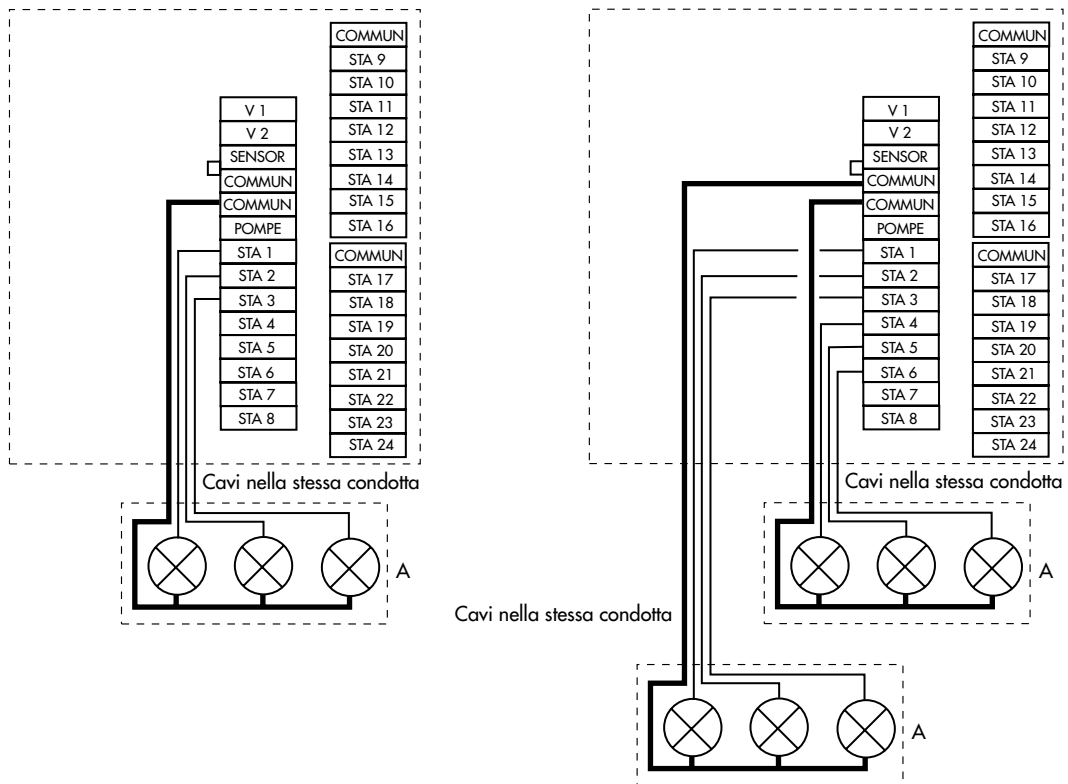 V 1
V 2
SENSOR
COMMUN
COMMUN
POMPE
STA 1
STA 2
STA 3
STA 4
STA 5
STA 6
STA 7
STA 8
COMMUN
STA 9
STA 10
STA 11
STA 12
STA 13
STA 14
STA 15
STA 16
COMMUN
STA 17
STA 18
STA 19
STA 20
STA 21
STA 22
STA 23
STA 24
Cavi nella stessa condotta
A
V 1
V 2
SENSOR
COMMUN
COMMUN
POMPE
STA 1
STA 2
STA 3
STA 4
STA 5
STA 6
STA 7
STA 8
COMMUN
STA 9
STA 10
STA 11
STA 12
STA 13
STA 14
STA 15
STA 16
COMMUN
STA 17
STA 18
STA 19
STA 20
STA 21
STA 22
STA 23
STA 24
Cavi nella stessa condotta
A
Cavi nella stessa condotta
A